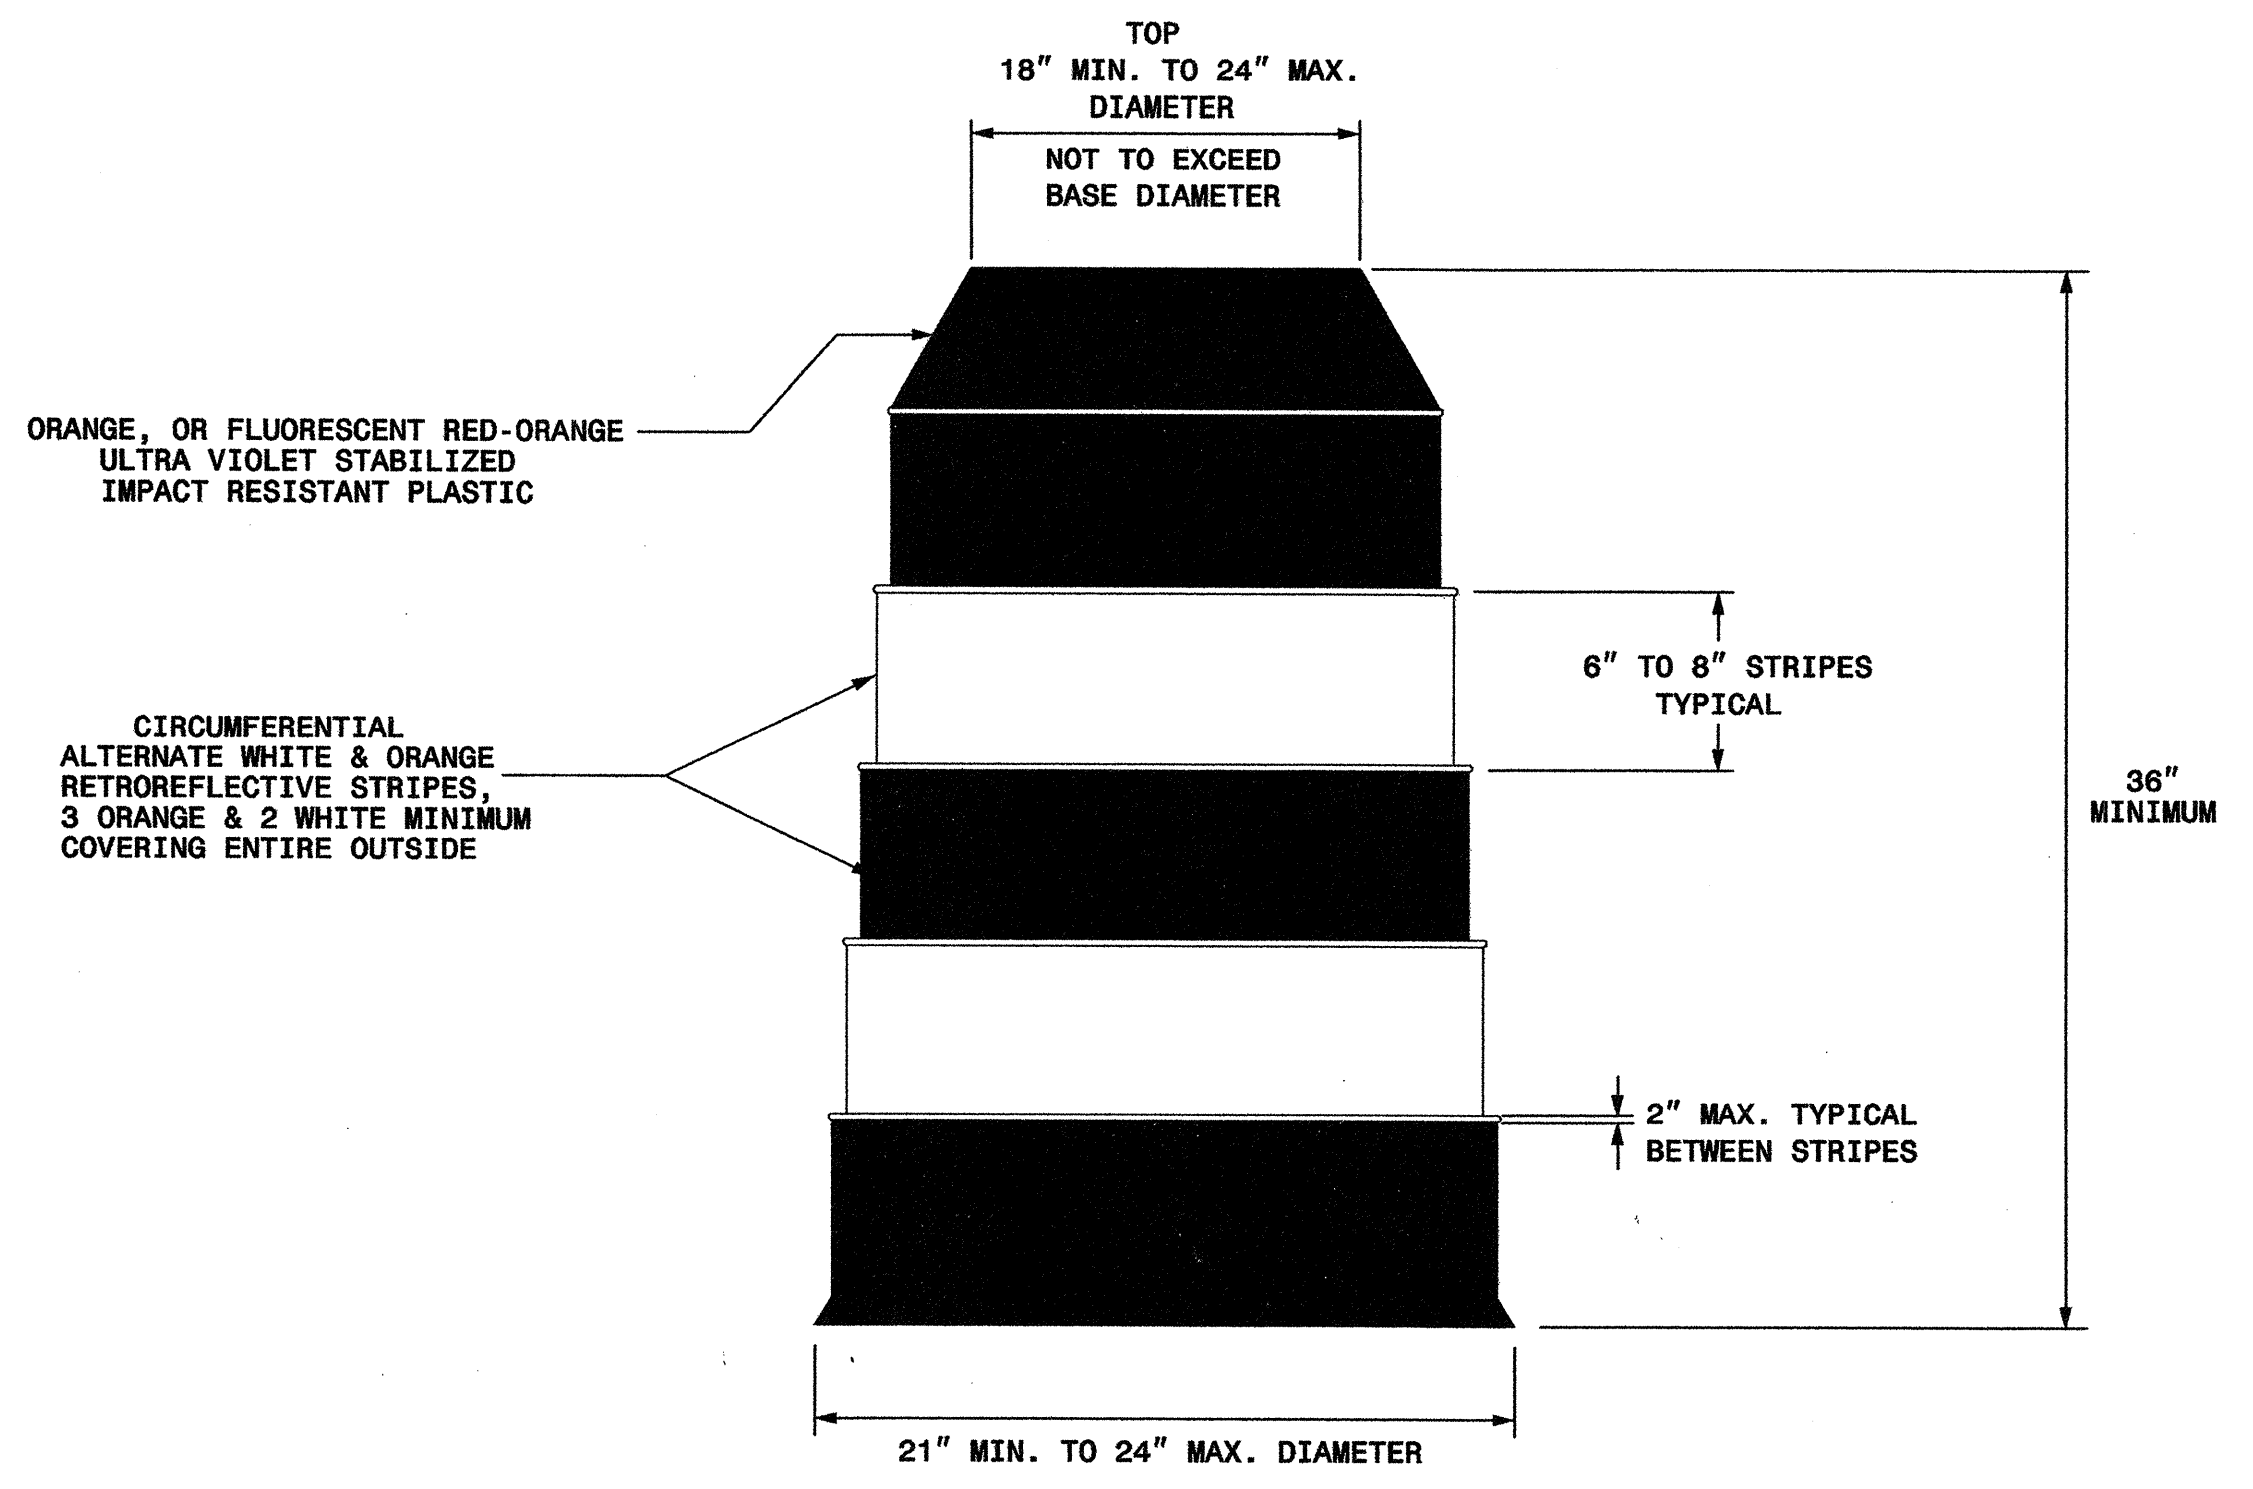 TOP
18" MIN. TO 24" MAX.
DIAMETER
NOT TO EXCEED
BASE DIAMETER
ORANGE, OR FLUORESCENT RED-ORANGE
ULTRA VIOLET STABILIZED
IMPACT RESISTANT PLASTIC
6" TO 8" STRIPES
TYPICAL
CIRCUMFERENTIAL
ALTERNATE WHITE & ORANGE
RETROREFLECTIVE STRIPES,
3 ORANGE & 2 WHITE MINIMUM
COVERING ENTIRE OUTSIDE
36"
MINIMUM
2" MAX. TYPICAL
BETWEEN STRIPES
21" MIN. TO 24" MAX. DIAMETER